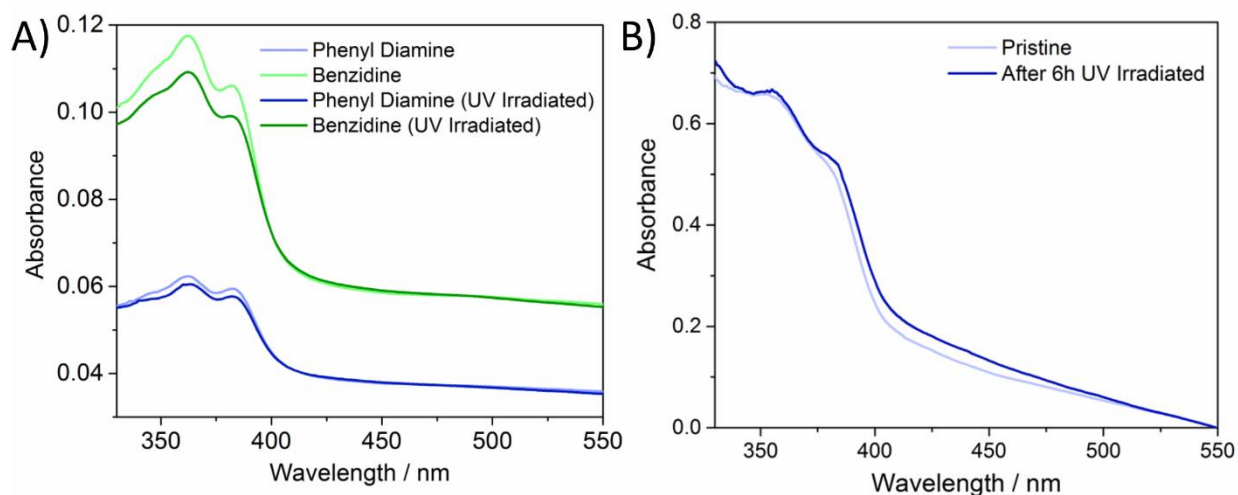 A)
Phenyl Diamine
Benzidine
Phenyl Diamine (UV Irradiated)
Benzidine (UV Irradiated)
0.12
0.10
0.08
0.06
0.04
Absorbance
350
400
450
500
550
Wavelength / nm
B)
Pristine
After 6h UV Irradiated
0.8
0.6
0.4
0.2
0.0
Absorbance
350
400
450
500
550
Wavelength / nm